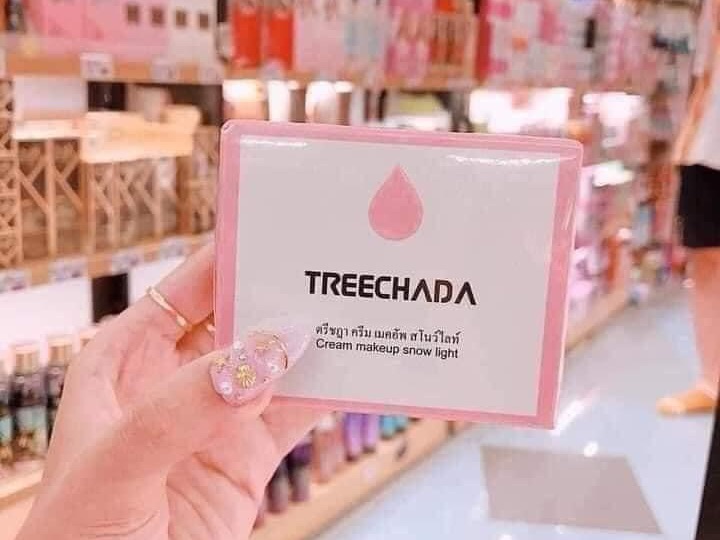 TREECHADA
ตรีชฎา ครีม เมคอัพ สโนว์ไลท์
Cream makeup snow light